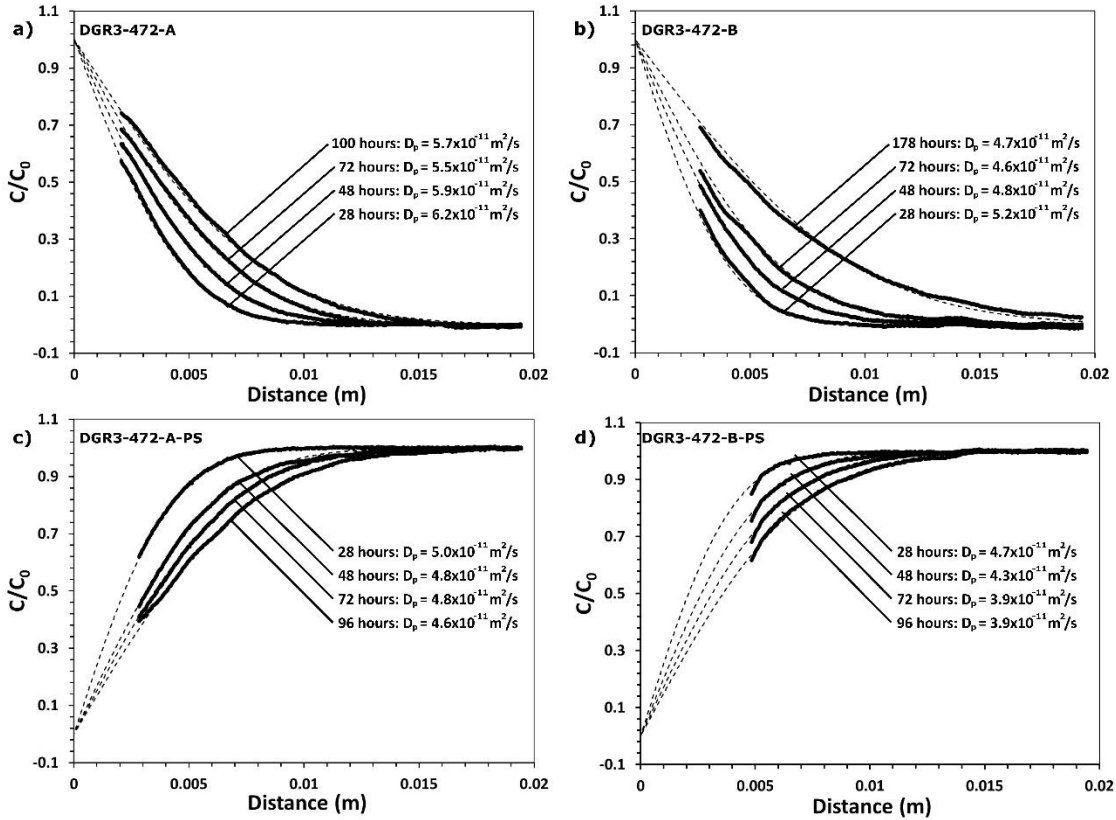 a) DGR3-472-A
1.1
0.9
0.7
0.5
0.3
0.1
-0.1
C/C₀
100 hours: Dₚ = 5.7x10⁻¹¹ m²/s
72 hours: Dₚ = 5.5x10⁻¹¹ m²/s
48 hours: Dₚ = 5.9x10⁻¹¹ m²/s
28 hours: Dₚ = 6.2x10⁻¹¹ m²/s
0 0.005 0.01 0.015 0.02
Distance (m)
b) DGR3-472-B
1.1
0.9
0.7
0.5
0.3
0.1
-0.1
C/C₀
178 hours: Dₚ = 4.7x10⁻¹¹ m²/s
72 hours: Dₚ = 4.6x10⁻¹¹ m²/s
48 hours: Dₚ = 4.8x10⁻¹¹ m²/s
28 hours: Dₚ = 5.2x10⁻¹¹ m²/s
0 0.005 0.01 0.015 0.02
Distance (m)
c) DGR3-472-A-PS
1.1
0.9
0.7
0.5
0.3
0.1
-0.1
C/C₀
28 hours: Dₚ = 5.0x10⁻¹¹ m²/s
48 hours: Dₚ = 4.8x10⁻¹¹ m²/s
72 hours: Dₚ = 4.8x10⁻¹¹ m²/s
96 hours: Dₚ = 4.6x10⁻¹¹ m²/s
0 0.005 0.01 0.015 0.02
Distance (m)
d) DGR3-472-B-PS
1.1
0.9
0.7
0.5
0.3
0.1
-0.1
C/C₀
28 hours: Dₚ = 4.7x10⁻¹¹ m²/s
48 hours: Dₚ = 4.3x10⁻¹¹ m²/s
72 hours: Dₚ = 3.9x10⁻¹¹ m²/s
96 hours: Dₚ = 3.9x10⁻¹¹ m²/s
0 0.005 0.01 0.015 0.02
Distance (m)